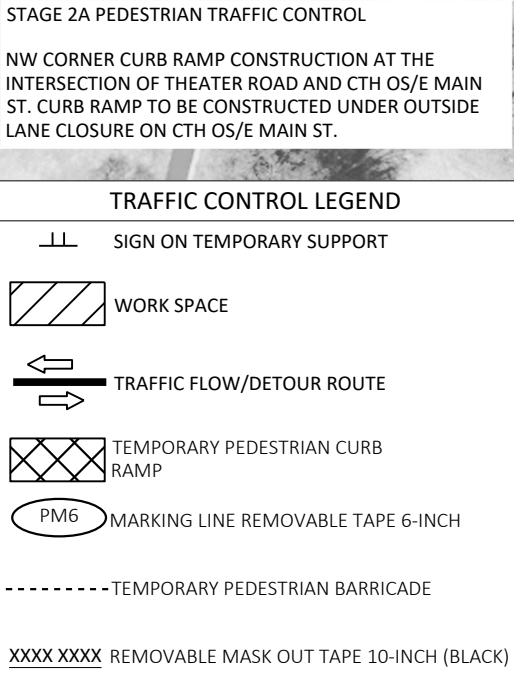 STAGE 2A PEDESTRIAN TRAFFIC CONTROL
NW CORNER CURB RAMP CONSTRUCTION AT THE
INTERSECTION OF THEATER ROAD AND CTH OS/E MAIN
ST. CURB RAMP TO BE CONSTRUCTED UNDER OUTSIDE
LANE CLOSURE ON CTH OS/E MAIN ST.
TRAFFIC CONTROL LEGEND
SIGN ON TEMPORARY SUPPORT
WORK SPACE
TRAFFIC FLOW/DETOUR ROUTE
TEMPORARY PEDESTRIAN CURB
RAMP
PM6 MARKING LINE REMOVABLE TAPE 6-INCH
TEMPORARY PEDESTRIAN BARRICADE
XXXX XXXX REMOVABLE MASK OUT TAPE 10-INCH (BLACK)